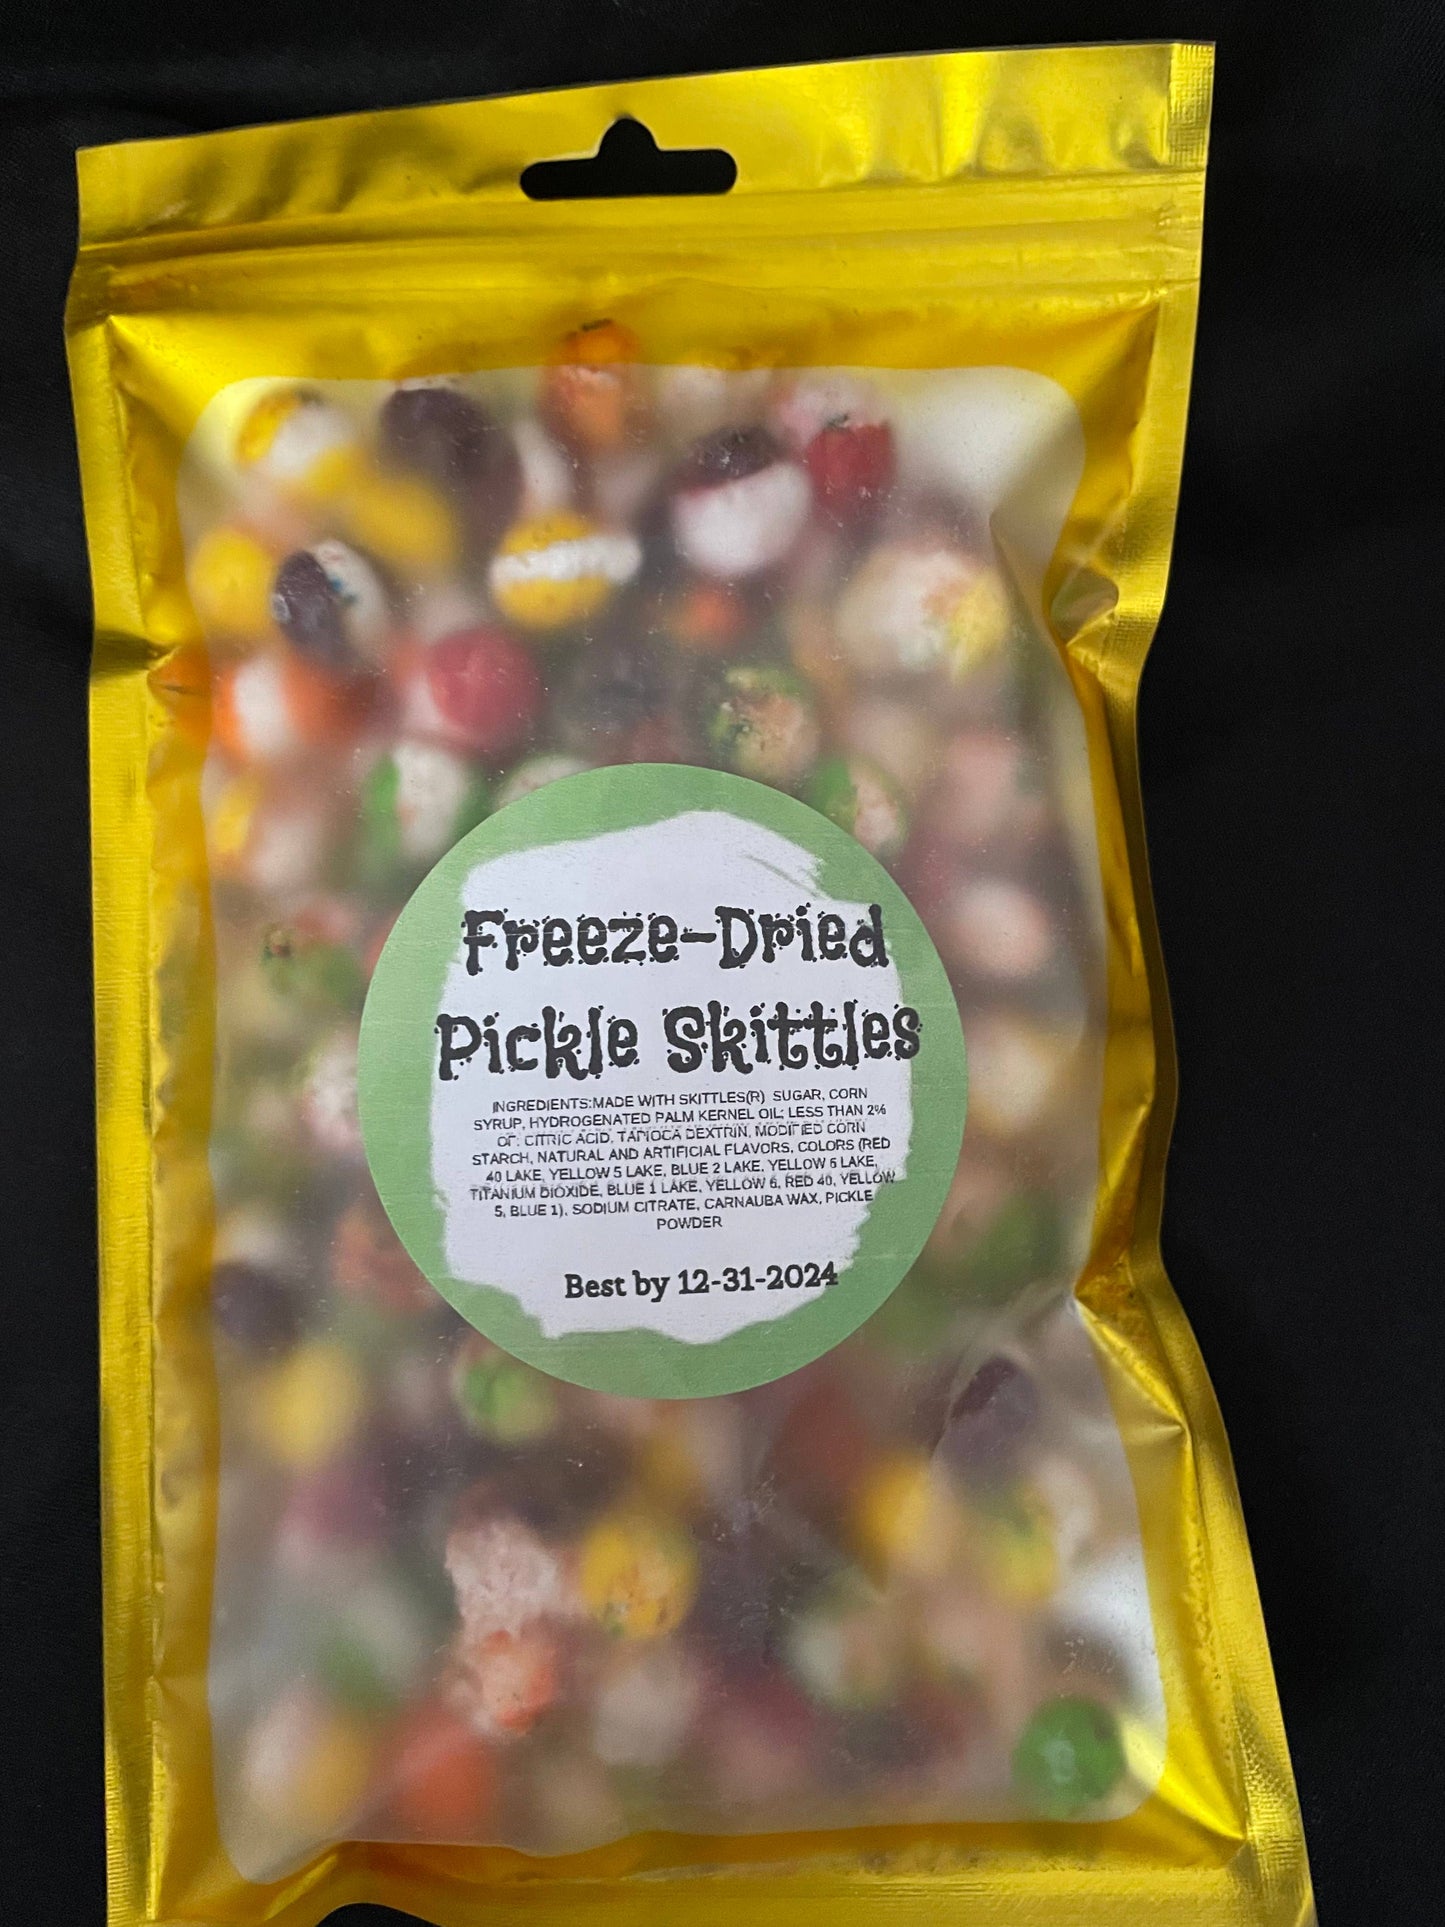 Freeze-Dried
Pickle Skittles
INGREDIENTS:MADE WITH SKITTLES(R) SUGAR, CORN
SYRUP, HYDROGENATED PALM KERNEL OIL; LESS THAN 2%
OF: CITRIC ACID, TAPIOCA DEXTRIN, MODIFIED CORN
STARCH, NATURAL AND ARTIFICIAL FLAVORS, COLORS (RED
40 LAKE, YELLOW 5 LAKE, BLUE 2 LAKE, YELLOW 6 LAKE,
TITANIUM DIOXIDE, BLUE 1 LAKE, YELLOW 6, RED 40, YELLOW
5, BLUE 1), SODIUM CITRATE, CARNAUBA WAX, PICKLE
POWDER
Best by 12-31-2024